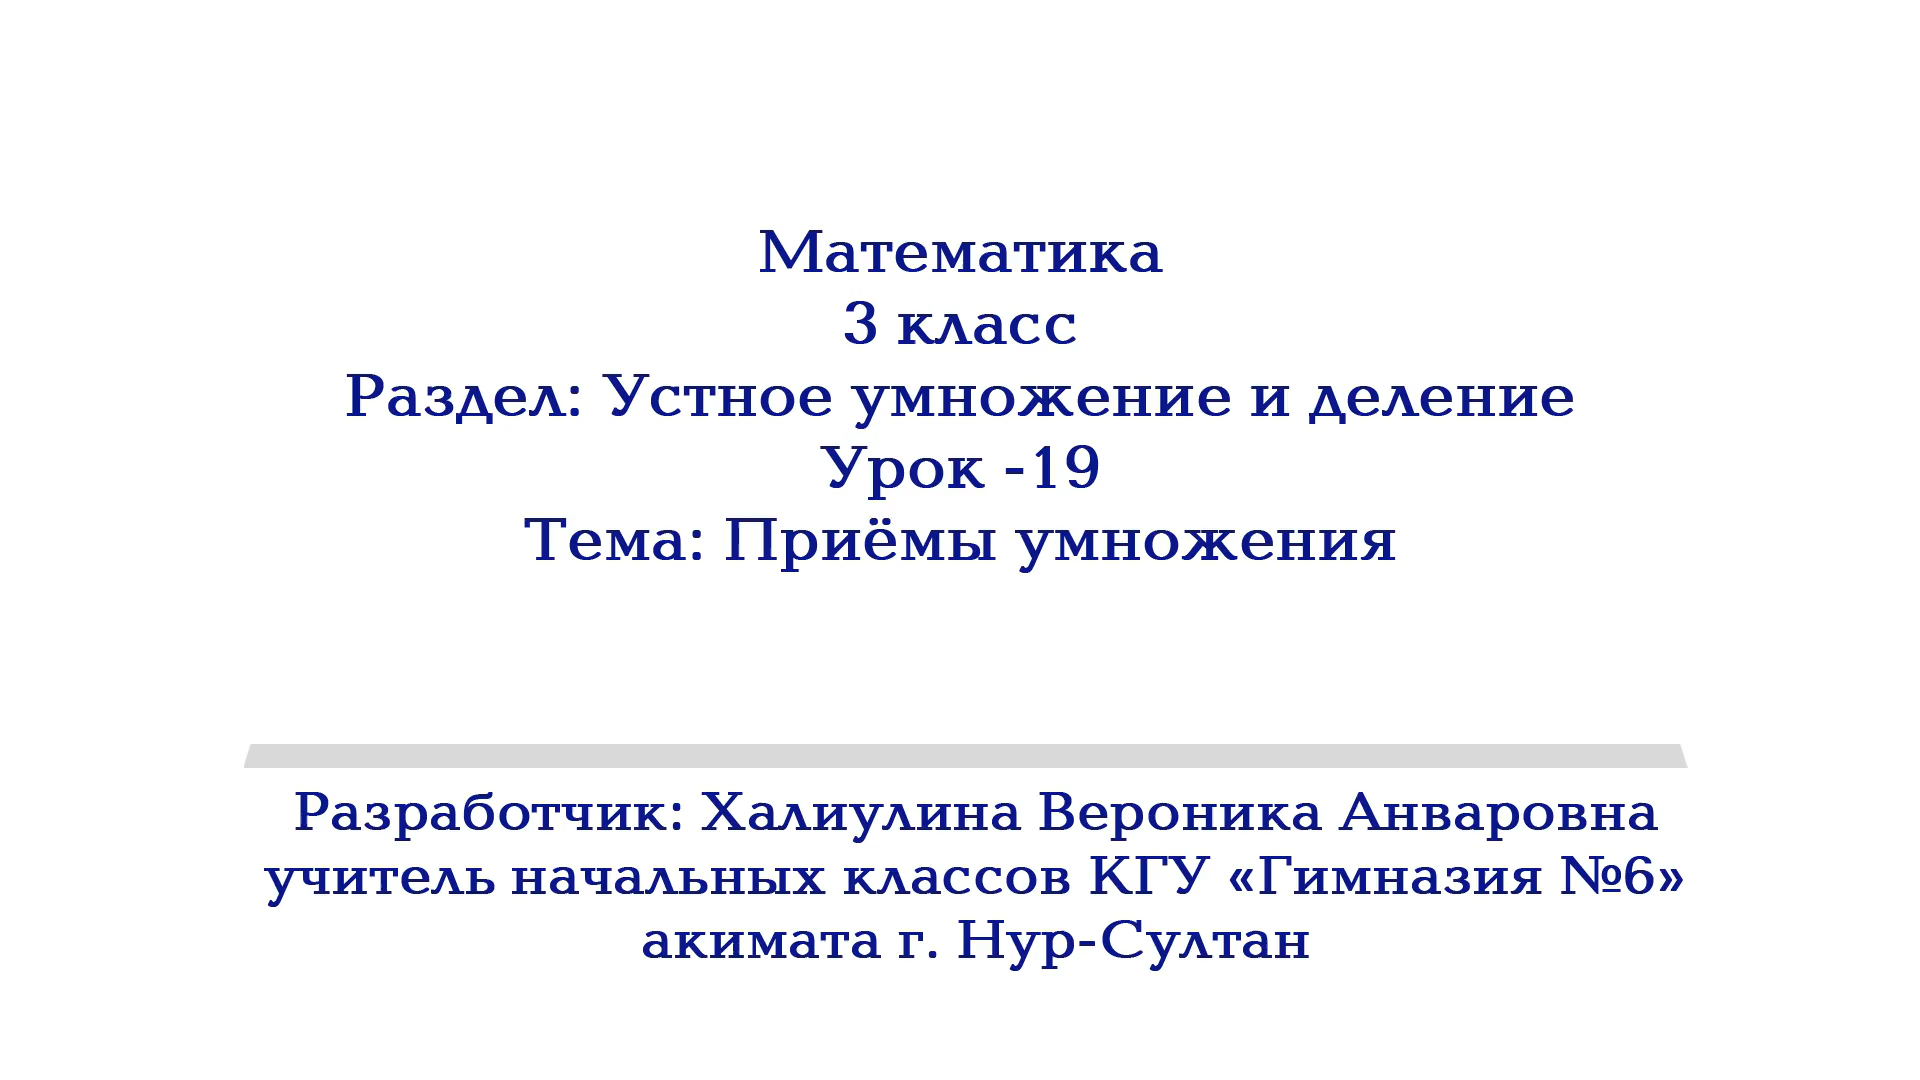 Математика
3 класс
Раздел: Устное умножение и деление
Урок -19
Тема: Приёмы умножения
Разработчик: Халиулина Вероника Анваровна
учитель начальных классов КГУ «Гимназия №6»
акимата г. Нур-Султан